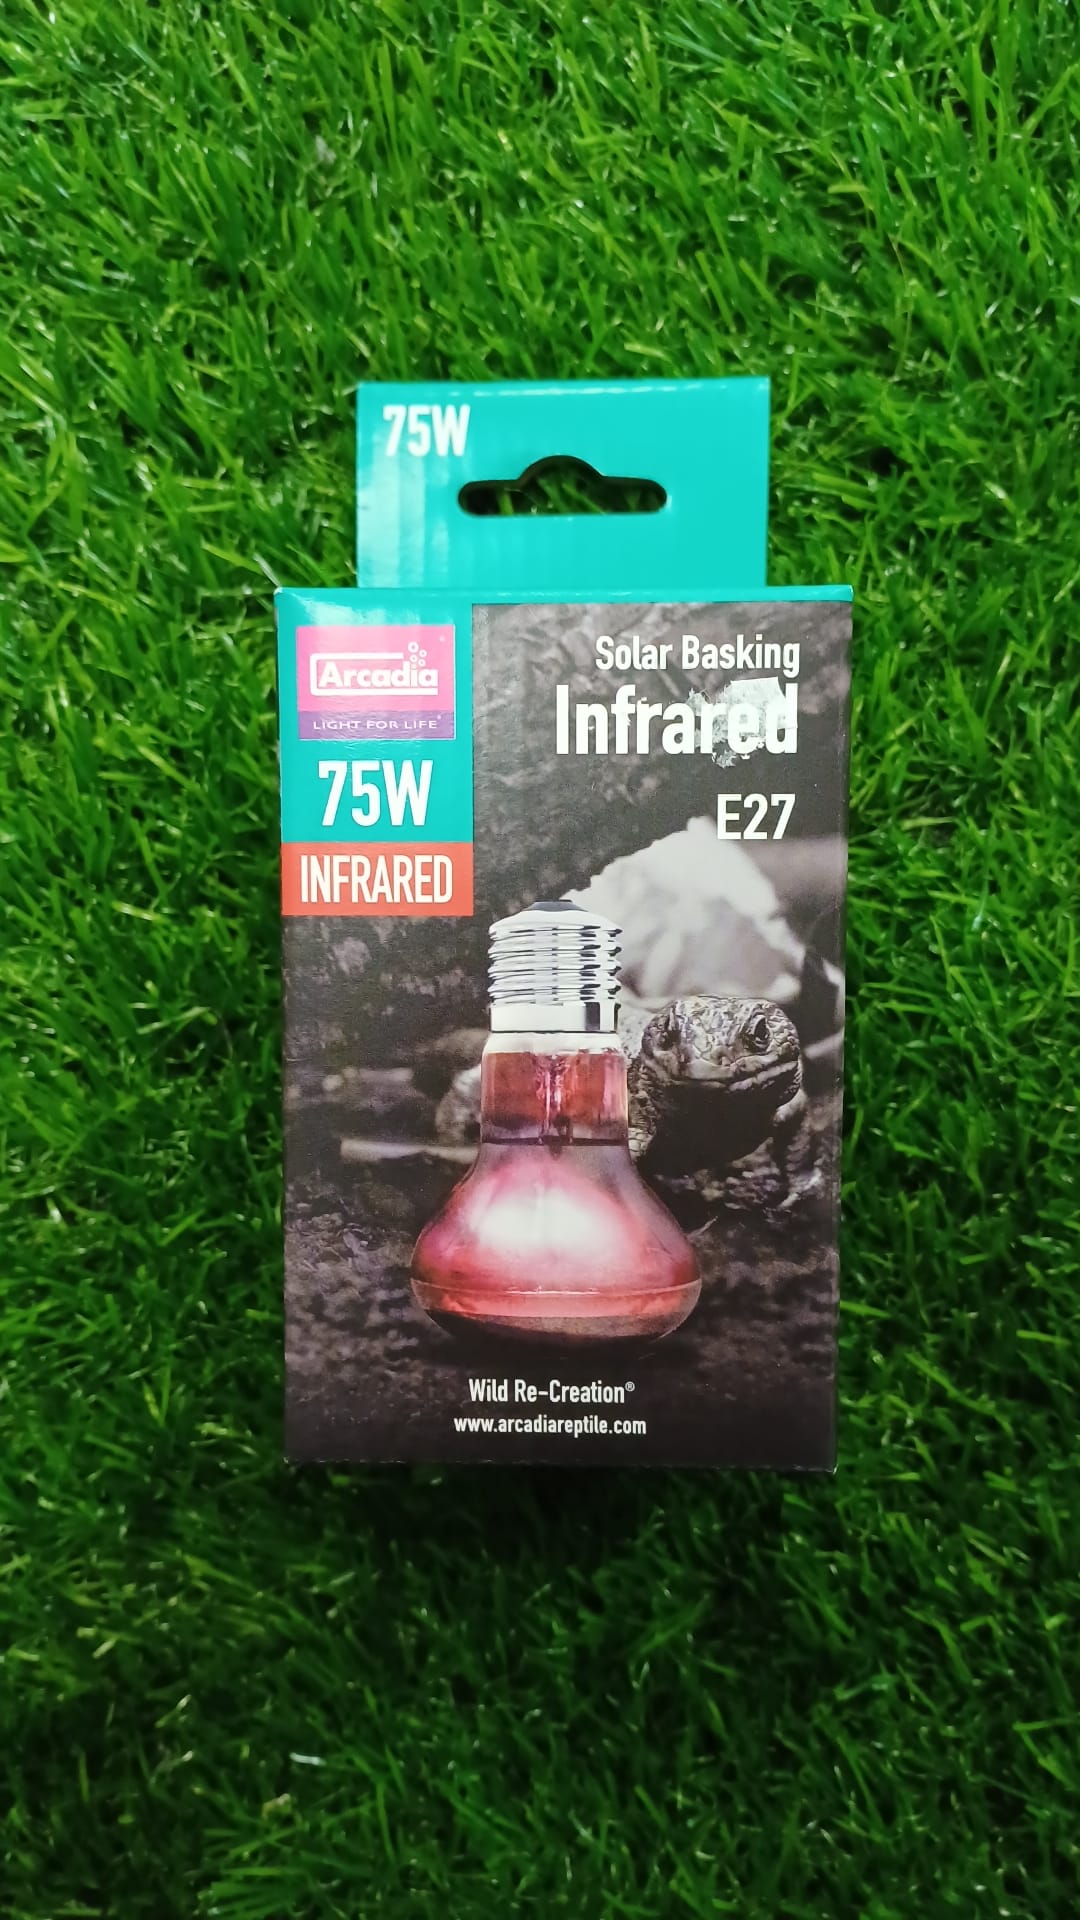 75W
Arcadia
LIGHT FOR LIFE
75W
INFRARED
Solar Basking
Infrared
E27
Wild Re-Creation®
www.arcadiareptile.com